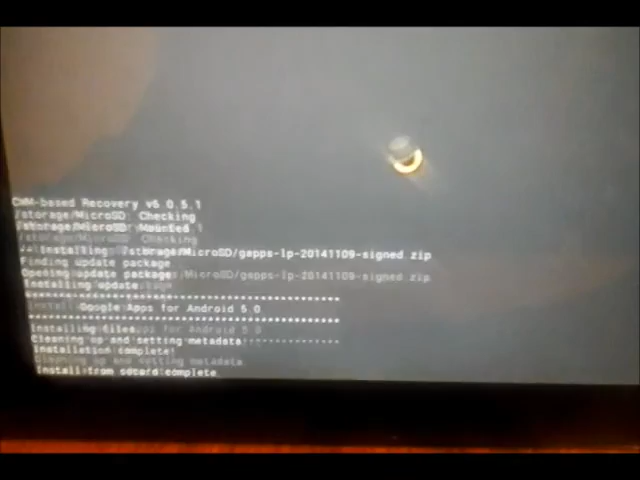 CWM-based Recovery v6.0.5.1
/storage/MicroSD: Checking
/storage/MicroSD: Mounted
-- Installing: /storage/MicroSD/gapps-lp-20141109-signed.zip
Finding update package
Opening update package
Installing update
**********************************************
Install Google Apps for Android 5.0
**********************************************
Installing files
Cleaning up and setting metadata
Installation complete!
Install from sdcard complete